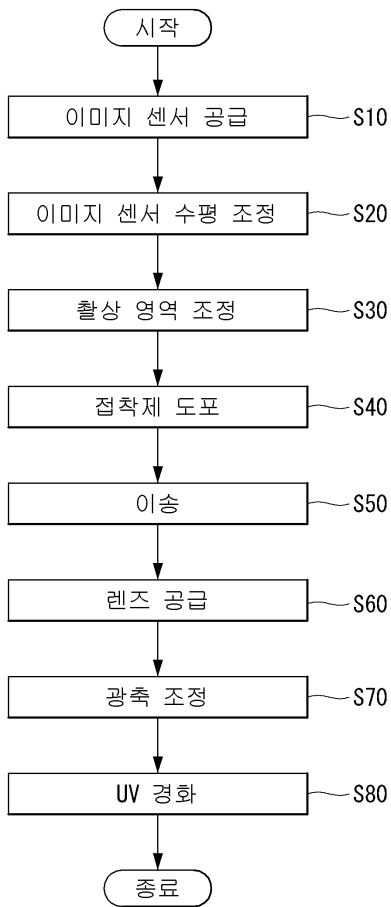 시작
이미지 센서 공급 S10
이미지 센서 수평 조정 S20
촬상 영역 조정 S30
접착제 도포 S40
이송 S50
렌즈 공급 S60
광축 조정 S70
UV 경화 S80
종료